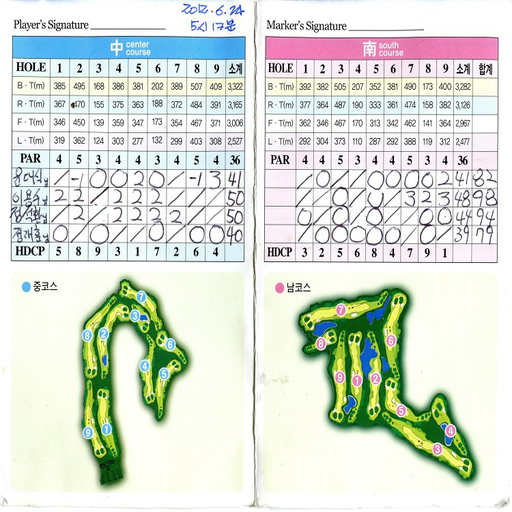 2012. 6. 24
Player's Signature
5시 17분
中 center course
HOLE 1 2 3 4 5 6 7 8 9 소계
B · T(m) 385 495 168 386 381 202 389 507 409 3,322
R · T(m) 367 470 155 375 363 188 372 484 391 3,165
F · T(m) 346 450 139 359 347 173 354 467 371 3,006
L · T(m) 319 362 124 303 277 132 299 403 308 2,527
PAR 4 5 3 4 4 3 4 5 4 36
/ -1 0 0 2 0 / -1 3 41
2 2 / 2 2 2 / / / 50
/ 2 / 2 2 2 2 / / 50
0 / / / 0 / 0 0 40
HDCP 5 8 9 3 1 7 2 6 4
중코스
1 2 3 4 5 6 7 8 9
Marker's Signature
南 south course
HOLE 1 2 3 4 5 6 7 8 9 소계 합계
B · T(m) 392 382 505 207 352 381 490 173 400 3,282
R · T(m) 377 364 487 190 333 361 474 158 382 3,126
F · T(m) 362 346 467 170 313 342 462 141 364 2,967
L · T(m) 292 304 373 110 287 292 388 119 312 2,477
PAR 4 4 5 3 4 4 5 3 4 36
/ 0 / / 0 0 0 0 2 41 82
/ / 0 / 0 / 3 2 3 48 98
0 / / 0 / / 0 0 44 94
/ 0 0 0 0 0 / 0 / 39 79
HDCP 3 2 5 8 6 4 7 9 1
남코스
1 2 3 4 5 6 7 8 9